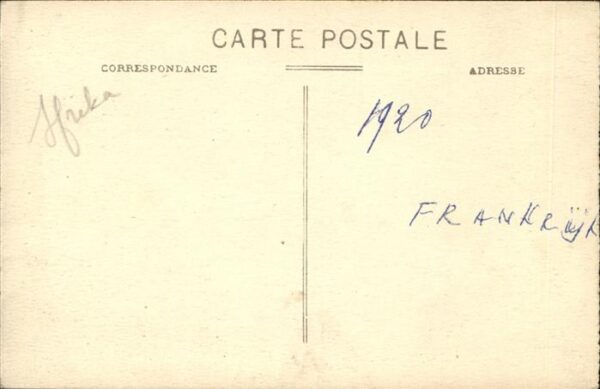 CARTE POSTALE
CORRESPONDANCE
ADRESSE
Afrika
1920
FRANKRIJK